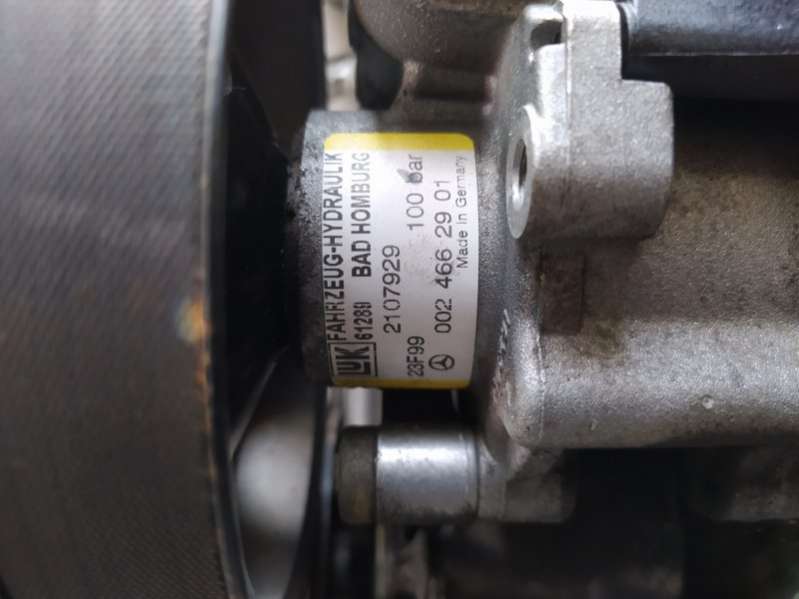 LUK FAHRZEUG-HYDRAULIK
61289 BAD HOMBURG
2107929 100 bar
23F99 002 466 29 01
Made in Germany